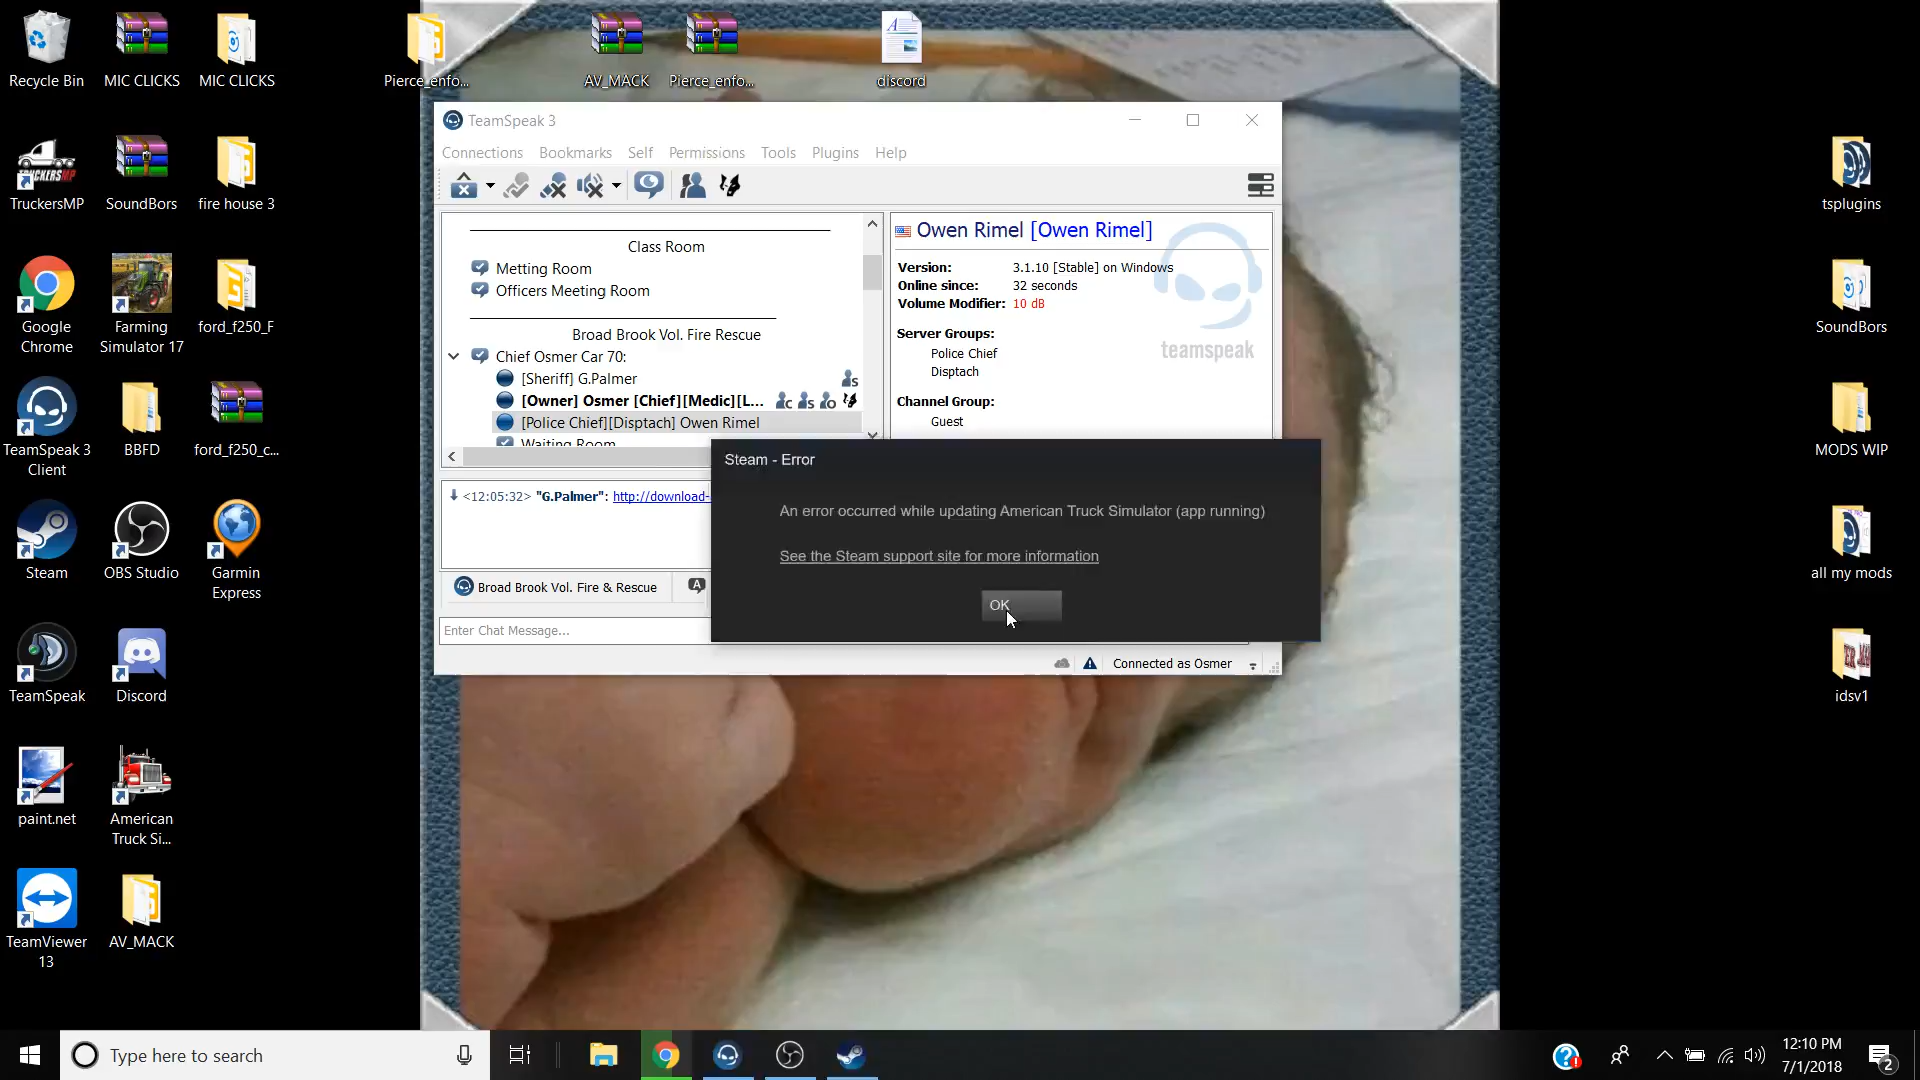 Recycle Bin
MIC CLICKS
MIC CLICKS
Pierce_enfo...
AV_MACK
Pierce_enfo...
discord
TruckersMP
SoundBors
fire house 3
Google
Chrome
Farming
Simulator 17
ford_f250_F
TeamSpeak 3
Client
BBFD
ford_f250_c...
Steam
OBS Studio
Garmin
Express
TeamSpeak
Discord
paint.net
American
Truck Si...
TeamViewer
13
AV_MACK
TeamSpeak 3
Connections Bookmarks Self Permissions Tools Plugins Help
Class Room
Metting Room
Officers Meeting Room
Broad Brook Vol. Fire Rescue
Chief Osmer Car 70:
[Sheriff] G.Palmer
[Owner] Osmer [Chief][Medic][L...
[Police Chief][Disptach] Owen Rimel
Waiting Room
Owen Rimel [Owen Rimel]
Version: 3.1.10 [Stable] on Windows
Online since: 32 seconds
Volume Modifier: 10 dB
Server Groups:
Police Chief
Disptach
Channel Group:
Guest
teamspeak
<12:05:32> "G.Palmer": http://download-
Broad Brook Vol. Fire & Rescue
Enter Chat Message...
Connected as Osmer
Steam - Error
An error occurred while updating American Truck Simulator (app running)
See the Steam support site for more information
OK
tsplugins
SoundBors
MODS WIP
all my mods
idsv1
Type here to search
12:10 PM
7/1/2018
2